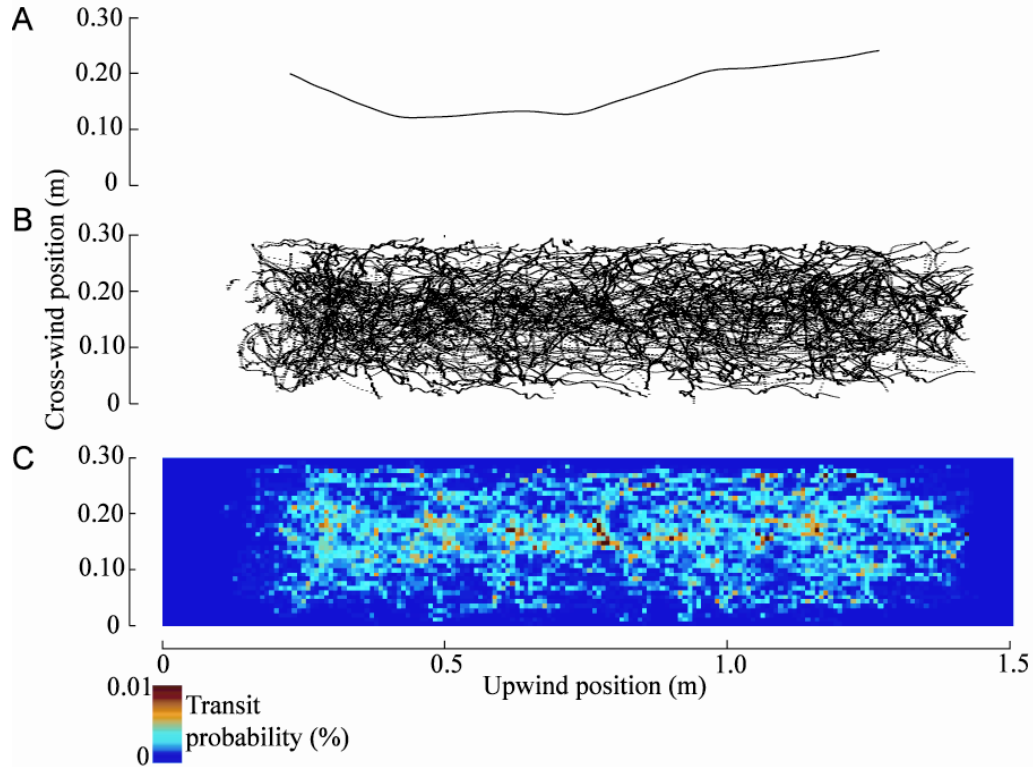 A
0.30
0.20
0.10
0
Cross-wind position (m)
B
0.30
0.20
0.10
0
C
0.30
0.20
0.10
0
0 0.5 1.0 1.5
Upwind position (m)
0.01
0
Transit
probability (%)